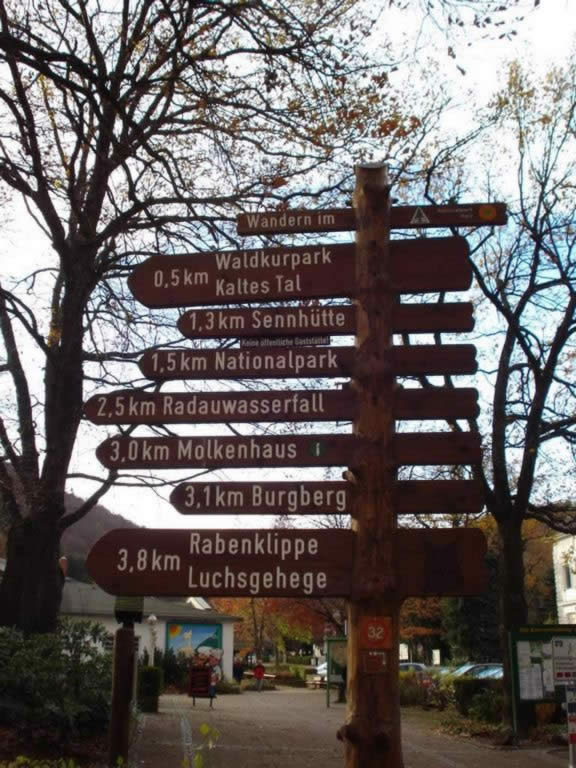 Wandern im
0,5 km Waldkurpark
Kaltes Tal
1,3 km Sennhütte
Keine öffentliche Gaststätte!
1,5 km Nationalpark
2,5 km Radauwasserfall
3,0 km Molkenhaus i
3,1 km Burgberg
3,8 km Rabenklippe
Luchsgehege
32